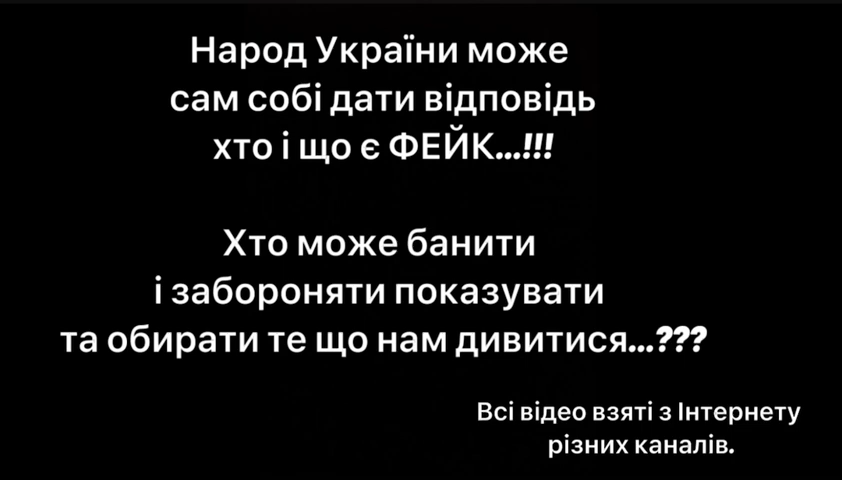 Народ України може
сам собі дати відповідь
хто і що є ФЕЙК...!!!
Хто може банити
і забороняти показувати
та обирати те що нам дивитися...???
Всі відео взяті з Інтернету
різних каналів.